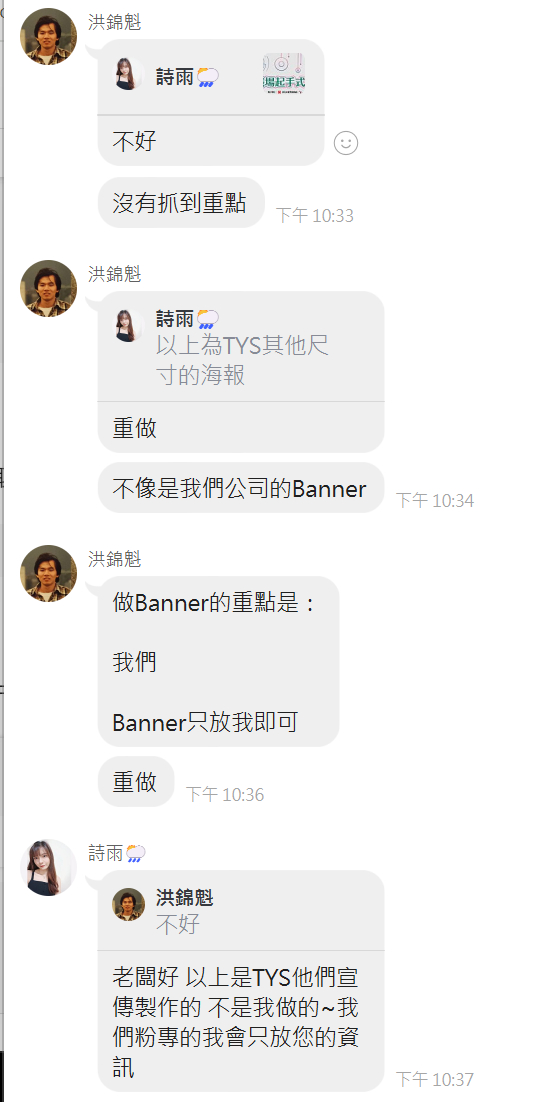 洪錦魁
詩雨🌦️
場起手式
不好
沒有抓到重點
下午 10:33
洪錦魁
詩雨🌦️
以上為TYS其他尺
寸的海報
重做
不像是我們公司的Banner
下午 10:34
洪錦魁
做Banner的重點是：
我們
Banner只放我即可
重做
下午 10:36
詩雨🌦️
洪錦魁
不好
老闆好 以上是TYS他們宣
傳製作的 不是我做的~我
們粉專的我會只放您的資
訊
下午 10:37